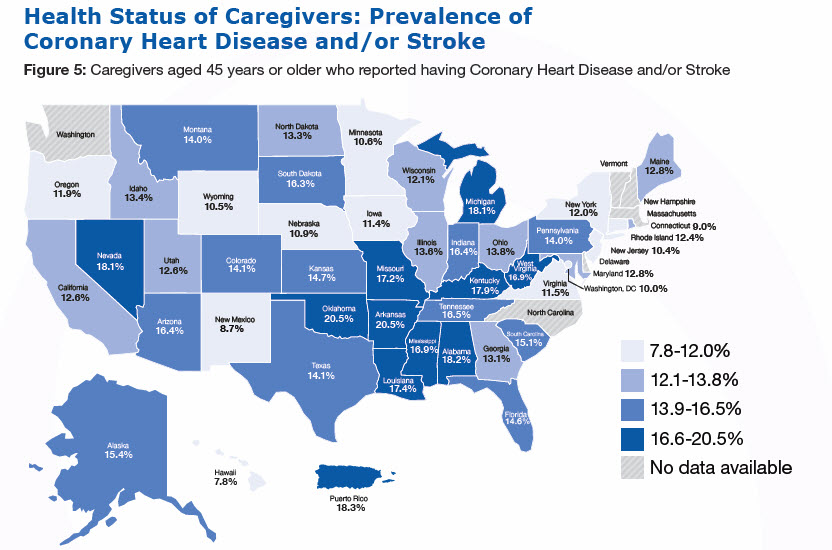 Health Status of Caregivers: Prevalence of
Coronary Heart Disease and/or Stroke
Figure 5: Caregivers aged 45 years or older who reported having Coronary Heart Disease and/or Stroke
Washington
Montana
14.0%
North Dakota
13.3%
Minnesota
10.6%
Oregon
11.9%
Idaho
13.4%
Wyoming
10.5%
South Dakota
16.3%
Wisconsin
12.1%
Michigan
18.1%
Vermont
Maine
12.8%
New York
12.0%
New Hampshire
Massachusetts
Connecticut 9.0%
Rhode Island 12.4%
New Jersey 10.4%
Delaware
Maryland 12.8%
Washington, DC 10.0%
Nebraska
10.9%
Iowa
11.4%
Illinois
13.6%
Indiana
16.4%
Ohio
13.8%
Pennsylvania
14.0%
Nevada
18.1%
Utah
12.6%
Colorado
14.1%
Kansas
14.7%
Missouri
17.2%
Kentucky
17.9%
West
Virginia
16.9%
Virginia
11.5%
California
12.6%
Arizona
16.4%
New Mexico
8.7%
Oklahoma
20.5%
Arkansas
20.5%
Tennessee
16.5%
North Carolina
South Carolina
15.1%
Mississippi
16.9%
Alabama
18.2%
Georgia
13.1%
Texas
14.1%
Louisiana
17.4%
Florida
14.6%
Alaska
15.4%
Hawaii
7.8%
Puerto Rico
18.3%
7.8-12.0%
12.1-13.8%
13.9-16.5%
16.6-20.5%
No data available